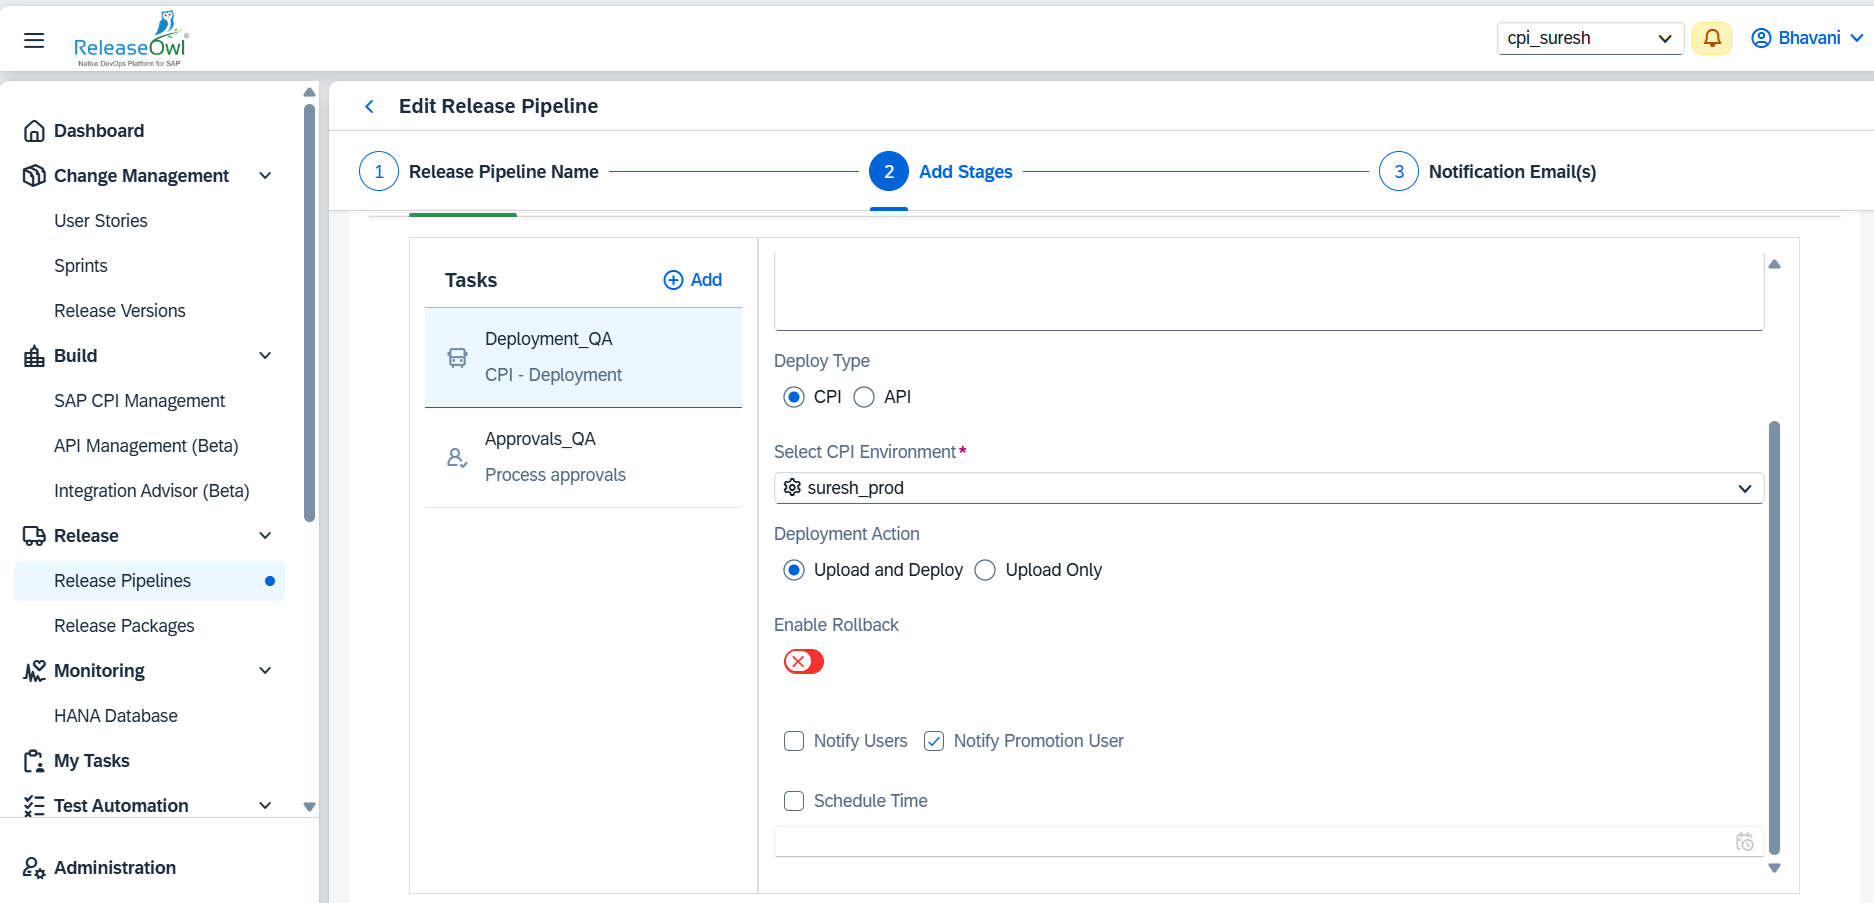 ReleaseOwl®
Native DevOps Platform for SAP
cpi_suresh
Bhavani
Dashboard
Change Management
User Stories
Sprints
Release Versions
Build
SAP CPI Management
API Management (Beta)
Integration Advisor (Beta)
Release
Release Pipelines
Release Packages
Monitoring
HANA Database
My Tasks
Test Automation
Administration
Edit Release Pipeline
1 Release Pipeline Name
2 Add Stages
3 Notification Email(s)
Tasks
Add
Deployment_QA
CPI - Deployment
Approvals_QA
Process approvals
Deploy Type
CPI API
Select CPI Environment*
suresh_prod
Deployment Action
Upload and Deploy Upload Only
Enable Rollback
Notify Users Notify Promotion User
Schedule Time